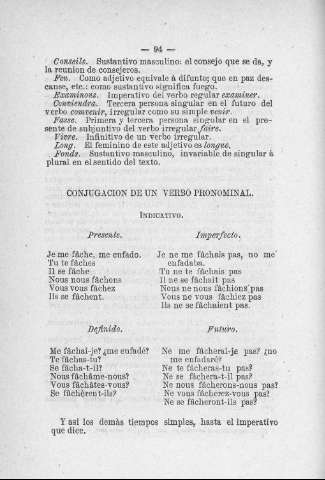 — 94 —
Conseils. Sustantivo masculino: el consejo que se da, y
la reunion de consejeros.
Feu. Como adjetivo equivale á difunto; que en paz des-
canse, etc.: como sustantivo significa fuego.
Examinons. Imperativo del verbo regular examiner.
Conviendra. Tercera persona singular en el futuro del
verbo convenir, irregular como su simple venir.
Fasse. Primera y tercera persona singular en el pre-
sente de subjuntivo del verbo irregular faire.
Vivre. Infinitivo de un verbo irregular.
Long. El feminino de este adjetivo es longue.
Fonds. Sustantivo masculino, invariable de singular á
plural en el sentido del texto.
CONJUGACION DE UN VERBO PRONOMINAL.
INDICATIVO.
Presente.
Je me fâche, me enfado.
Tu te fâches
Il se fâche
Nous nous fâchons
Vous vous fâchez
Ils se fâchent.
Imperfecto.
Je ne me fâchais pas, no me
enfadaba.
Tu ne te fâchais pas
Il ne se fâchait pas
Nous ne nous fâchions pas
Vous ne vous fâchiez pas
Ils ne se fâchaient pas.
Definido.
Me fâchai-je? ¿me enfadé?
Te fâchas-tu?
Se fâcha-t-il?
Nous fâchâme-nous?
Vous fâchâtes-vous?
Se fâchèrent-ils?
Futuro.
Ne me fâcherai-je pas? ¿no
me enfadaré?
Ne te fâcheras-tu pas?
Ne se fâchera-t-il pas?
Ne nous fâcherons-nous pas?
Ne vous fâcherez-vous pas?
Ne se fâcheront-ils pas?
Y así los demás tiempos simples, hasta el imperativo
que dice.